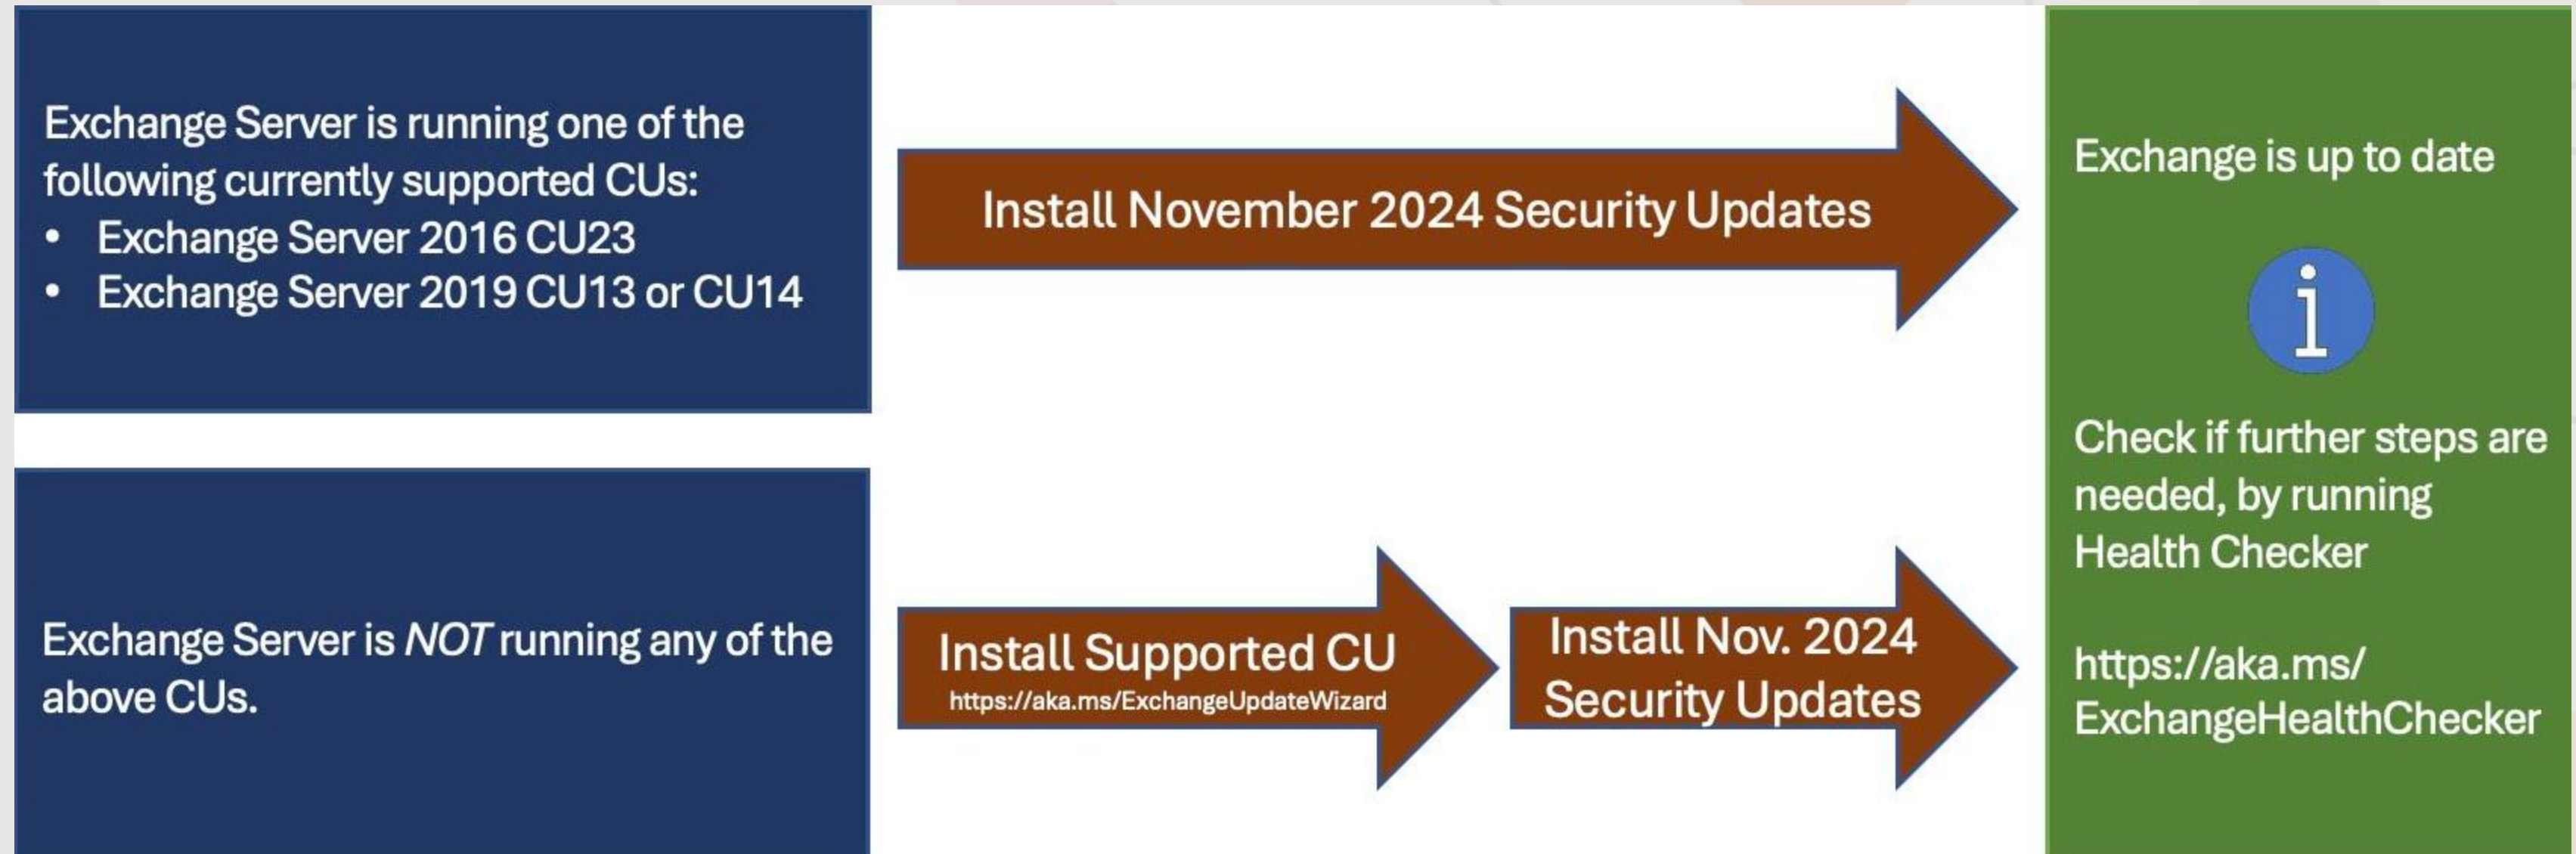 Exchange Server is running one of the
following currently supported CUs:
• Exchange Server 2016 CU23
• Exchange Server 2019 CU13 or CU14
Install November 2024 Security Updates
Exchange Server is NOT running any of the
above CUs.
Install Supported CU
https://aka.ms/ExchangeUpdateWizard
Install Nov. 2024
Security Updates
Exchange is up to date
i
Check if further steps are
needed, by running
Health Checker
https://aka.ms/
ExchangeHealthChecker